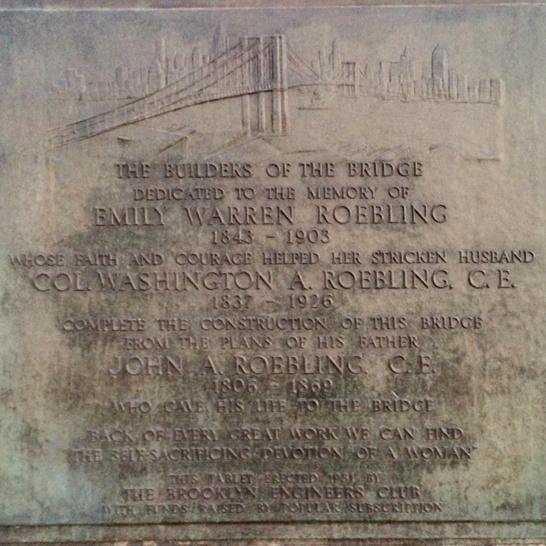 THE BUILDERS OF THE BRIDGE
DEDICATED TO THE MEMORY OF
EMILY WARREN ROEBLING
1843 - 1903
WHOSE FAITH AND COURAGE HELPED HER STRICKEN HUSBAND
COL. WASHINGTON A. ROEBLING, C. E.
1837 - 1926
COMPLETE THE CONSTRUCTION OF THIS BRIDGE
FROM THE PLANS OF HIS FATHER
JOHN A. ROEBLING, C.E.
1806 - 1869
WHO GAVE HIS LIFE TO THE BRIDGE
"BACK OF EVERY GREAT WORK WE CAN FIND
THE SELF-SACRIFICING DEVOTION OF A WOMAN"
THIS TABLET ERECTED 1951 BY
THE BROOKLYN ENGINEERS CLUB
WITH FUNDS RAISED BY POPULAR SUBSCRIPTION